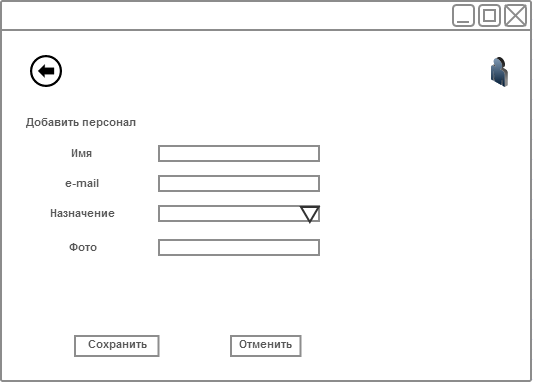 Добавить персонал
Имя
e-mail
Назначение
Фото
Сохранить Отменить